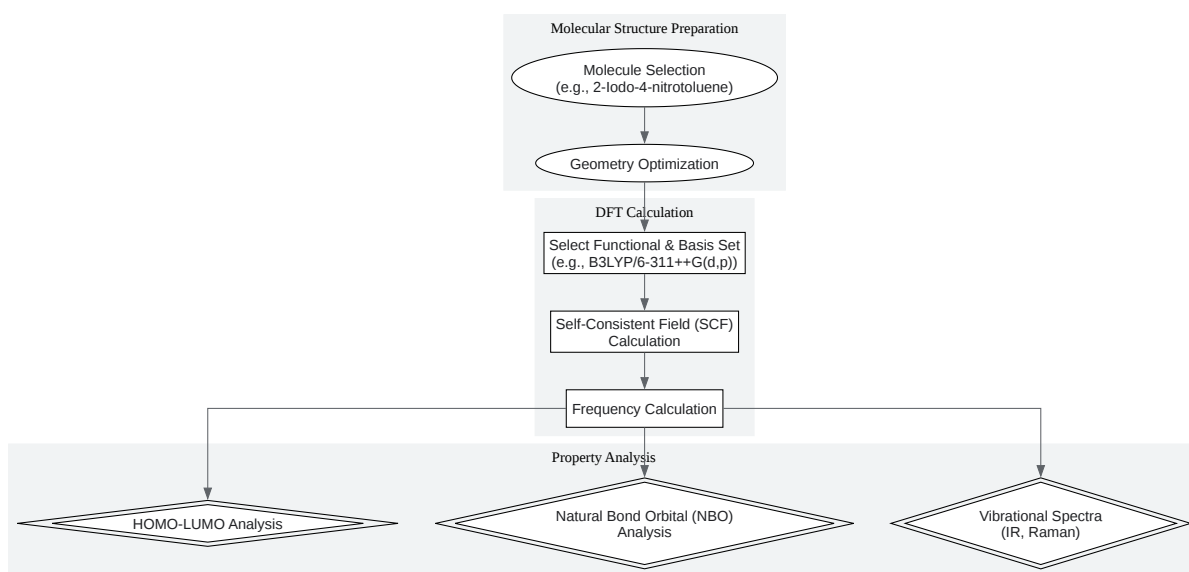 Molecular Structure Preparation
Molecule Selection
(e.g., 2-Iodo-4-nitrotoluene)
Geometry Optimization
DFT Calculation
Select Functional & Basis Set
(e.g., B3LYP/6-311++G(d,p))
Self-Consistent Field (SCF)
Calculation
Frequency Calculation
Property Analysis
HOMO-LUMO Analysis
Natural Bond Orbital (NBO)
Analysis
Vibrational Spectra
(IR, Raman)